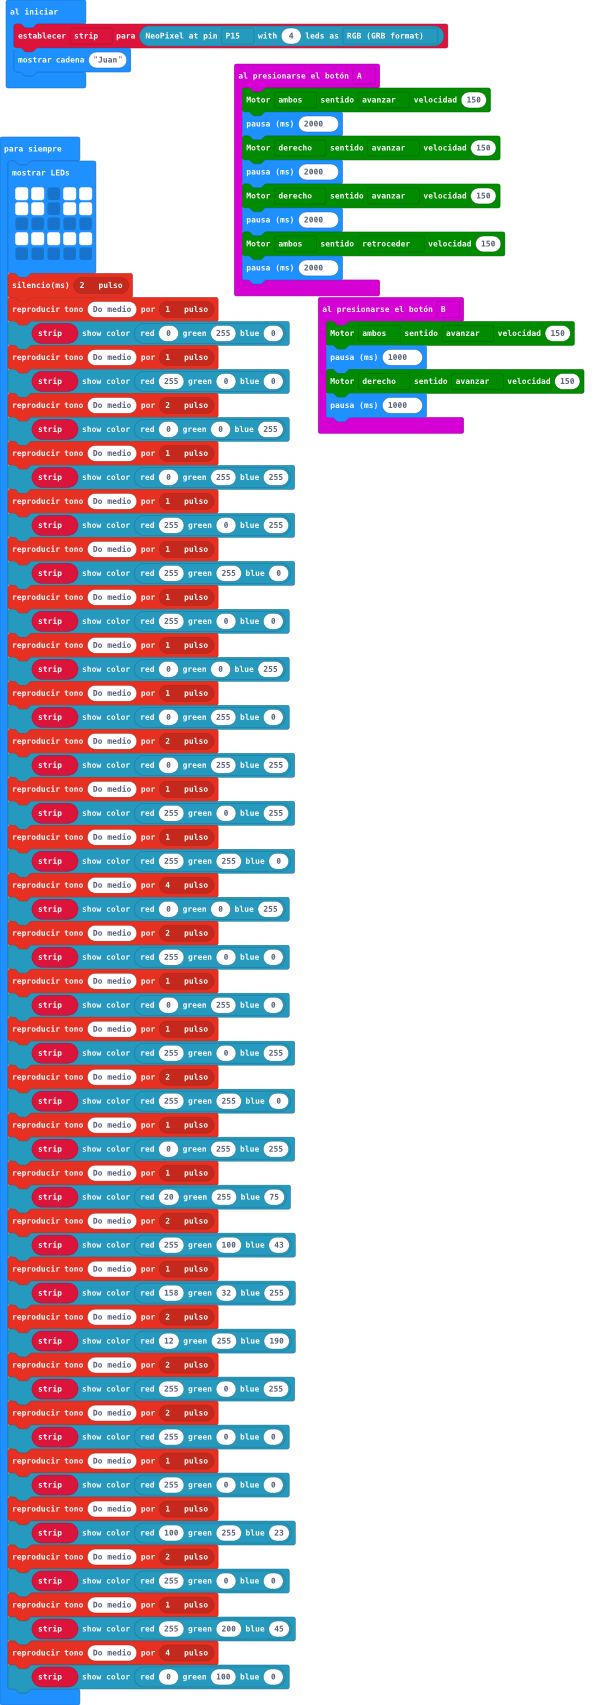 al iniciar
establecer strip para NeoPixel at pin P15 with 4 leds as RGB (GRB format)
mostrar cadena "Juan"
al presionarse el botón A
Motor ambos sentido avanzar velocidad 150
pausa (ms) 2000
Motor derecho sentido avanzar velocidad 150
pausa (ms) 2000
Motor derecho sentido avanzar velocidad 150
pausa (ms) 2000
Motor ambos sentido retroceder velocidad 150
pausa (ms) 2000
al presionarse el botón B
Motor ambos sentido avanzar velocidad 150
pausa (ms) 1000
Motor derecho sentido avanzar velocidad 150
pausa (ms) 1000
para siempre
mostrar LEDs
silencio(ms) 2 pulso
reproducir tono Do medio por 1 pulso
strip show color red 0 green 255 blue 0
reproducir tono Do medio por 1 pulso
strip show color red 255 green 0 blue 0
reproducir tono Do medio por 2 pulso
strip show color red 0 green 0 blue 255
reproducir tono Do medio por 1 pulso
strip show color red 0 green 255 blue 255
reproducir tono Do medio por 1 pulso
strip show color red 255 green 0 blue 255
reproducir tono Do medio por 1 pulso
strip show color red 255 green 255 blue 0
reproducir tono Do medio por 1 pulso
strip show color red 255 green 0 blue 0
reproducir tono Do medio por 1 pulso
strip show color red 0 green 0 blue 255
reproducir tono Do medio por 1 pulso
strip show color red 0 green 255 blue 0
reproducir tono Do medio por 2 pulso
strip show color red 0 green 255 blue 255
reproducir tono Do medio por 1 pulso
strip show color red 255 green 0 blue 255
reproducir tono Do medio por 1 pulso
strip show color red 255 green 255 blue 0
reproducir tono Do medio por 4 pulso
strip show color red 0 green 0 blue 255
reproducir tono Do medio por 2 pulso
strip show color red 255 green 0 blue 0
reproducir tono Do medio por 1 pulso
strip show color red 0 green 255 blue 0
reproducir tono Do medio por 1 pulso
strip show color red 255 green 0 blue 255
reproducir tono Do medio por 2 pulso
strip show color red 255 green 255 blue 0
reproducir tono Do medio por 1 pulso
strip show color red 0 green 255 blue 255
reproducir tono Do medio por 1 pulso
strip show color red 20 green 255 blue 75
reproducir tono Do medio por 2 pulso
strip show color red 255 green 100 blue 43
reproducir tono Do medio por 1 pulso
strip show color red 158 green 32 blue 255
reproducir tono Do medio por 2 pulso
strip show color red 12 green 255 blue 190
reproducir tono Do medio por 2 pulso
strip show color red 255 green 0 blue 255
reproducir tono Do medio por 2 pulso
strip show color red 255 green 0 blue 0
reproducir tono Do medio por 1 pulso
strip show color red 255 green 0 blue 0
reproducir tono Do medio por 1 pulso
strip show color red 100 green 255 blue 23
reproducir tono Do medio por 2 pulso
strip show color red 255 green 0 blue 0
reproducir tono Do medio por 1 pulso
strip show color red 255 green 200 blue 45
reproducir tono Do medio por 4 pulso
strip show color red 0 green 100 blue 0